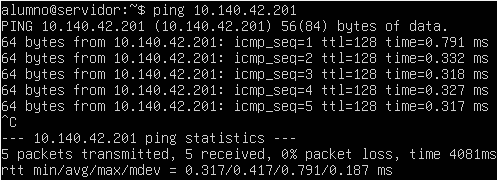 alumno@servidor:~$ ping 10.140.42.201
PING 10.140.42.201 (10.140.42.201) 56(84) bytes of data.
64 bytes from 10.140.42.201: icmp_seq=1 ttl=128 time=0.791 ms
64 bytes from 10.140.42.201: icmp_seq=2 ttl=128 time=0.332 ms
64 bytes from 10.140.42.201: icmp_seq=3 ttl=128 time=0.318 ms
64 bytes from 10.140.42.201: icmp_seq=4 ttl=128 time=0.327 ms
64 bytes from 10.140.42.201: icmp_seq=5 ttl=128 time=0.317 ms
^C
--- 10.140.42.201 ping statistics ---
5 packets transmitted, 5 received, 0% packet loss, time 4081ms
rtt min/avg/max/mdev = 0.317/0.417/0.791/0.187 ms